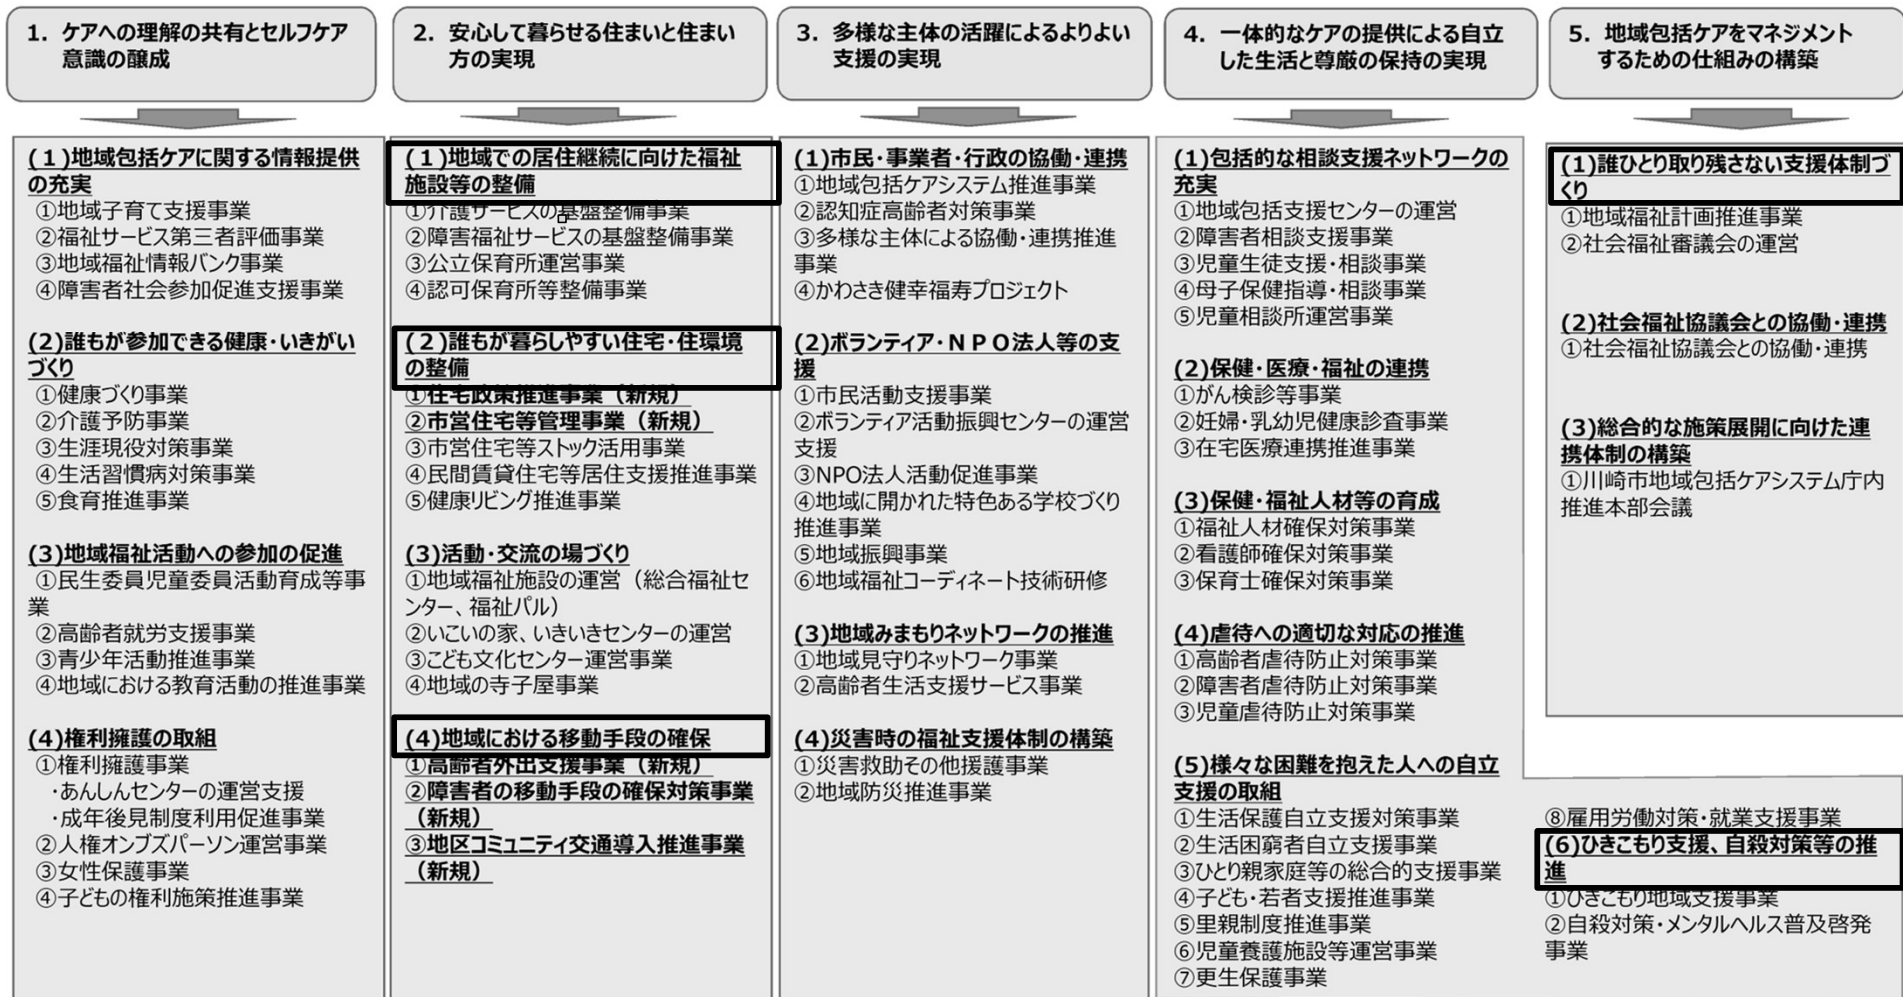 1．ケアへの理解の共有とセルフケア
意識の醸成
2．安心して暮らせる住まいと住まい
方の実現
3．多様な主体の活躍によるよりよい
支援の実現
4．一体的なケアの提供による自立
した生活と尊厳の保持の実現
5．地域包括ケアをマネジメント
するための仕組みの構築
(1)地域包括ケアに関する情報提供
の充実
①地域子育て支援事業
②福祉サービス第三者評価事業
③地域福祉情報バンク事業
④障害者社会参加促進支援事業
(2)誰もが参加できる健康・いきがい
づくり
①健康づくり事業
②介護予防事業
③生涯現役対策事業
④生活習慣病対策事業
⑤食育推進事業
(3)地域福祉活動への参加の促進
①民生委員児童委員活動育成等事
業
②高齢者就労支援事業
③青少年活動推進事業
④地域における教育活動の推進事業
(4)権利擁護の取組
①権利擁護事業
・あんしんセンターの運営支援
・成年後見制度利用促進事業
②人権オンブズパーソン運営事業
③女性保護事業
④子どもの権利施策推進事業
(1)地域での居住継続に向けた福祉
施設等の整備
①介護サービスの基盤整備事業
②障害福祉サービスの基盤整備事業
③公立保育所運営事業
④認可保育所等整備事業
(2)誰もが暮らしやすい住宅・住環境
の整備
①住宅政策推進事業（新規）
②市営住宅等管理事業（新規）
③市営住宅等ストック活用事業
④民間賃貸住宅等居住支援推進事業
⑤健康リビング推進事業
(3)活動・交流の場づくり
①地域福祉施設の運営（総合福祉セ
ンター、福祉パル）
②いこいの家、いきいきセンターの運営
③こども文化センター運営事業
④地域の寺子屋事業
(4)地域における移動手段の確保
①高齢者外出支援事業（新規）
②障害者の移動手段の確保対策事業
（新規）
③地区コミュニティ交通導入推進事業
（新規）
(1)市民・事業者・行政の協働・連携
①地域包括ケアシステム推進事業
②認知症高齢者対策事業
③多様な主体による協働・連携推進
事業
④かわさき健幸福寿プロジェクト
(2)ボランティア・ＮＰＯ法人等の支
援
①市民活動支援事業
②ボランティア活動振興センターの運営
支援
③NPO法人活動促進事業
④地域に開かれた特色ある学校づくり
推進事業
⑤地域振興事業
⑥地域福祉コーディネート技術研修
(3)地域みまもりネットワークの推進
①地域見守りネットワーク事業
②高齢者生活支援サービス事業
(4)災害時の福祉支援体制の構築
①災害救助その他援護事業
②地域防災推進事業
(1)包括的な相談支援ネットワークの
充実
①地域包括支援センターの運営
②障害者相談支援事業
③児童生徒支援・相談事業
④母子保健指導・相談事業
⑤児童相談所運営事業
(2)保健・医療・福祉の連携
①がん検診等事業
②妊婦・乳幼児健康診査事業
③在宅医療連携推進事業
(3)保健・福祉人材等の育成
①福祉人材確保対策事業
②看護師確保対策事業
③保育士確保対策事業
(4)虐待への適切な対応の推進
①高齢者虐待防止対策事業
②障害者虐待防止対策事業
③児童虐待防止対策事業
(5)様々な困難を抱えた人への自立
支援の取組
①生活保護自立支援対策事業
②生活困窮者自立支援事業
③ひとり親家庭等の総合的支援事業
④子ども・若者支援推進事業
⑤里親制度推進事業
⑥児童養護施設等運営事業
⑦更生保護事業
⑧雇用労働対策・就業支援事業
(6)ひきこもり支援、自殺対策等の推
進
①ひきこもり地域支援事業
②自殺対策・メンタルヘルス普及啓発
事業
(1)誰ひとり取り残さない支援体制づ
くり
①地域福祉計画推進事業
②社会福祉審議会の運営
(2)社会福祉協議会との協働・連携
①社会福祉協議会との協働・連携
(3)総合的な施策展開に向けた連
携体制の構築
①川崎市地域包括ケアシステム庁内
推進本部会議